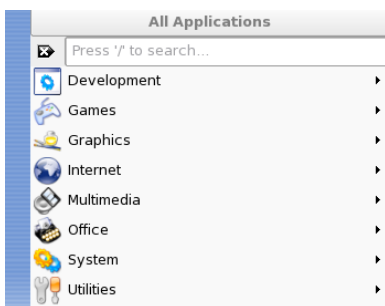 All Applications
Press '/' to search...
Development
Games
Graphics
Internet
Multimedia
Office
System
Utilities